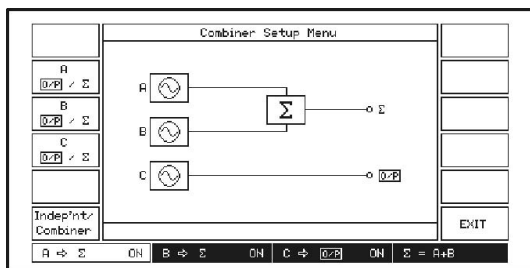 Combiner Setup Menu
A
O/P / Σ
B
O/P / Σ
C
O/P / Σ
Indep'nt/
Combiner
A
B
C
Σ
Σ
O/P
EXIT
A ⇨ Σ ON
B ⇨ Σ ON
C ⇨ O/P ON
Σ = A+B